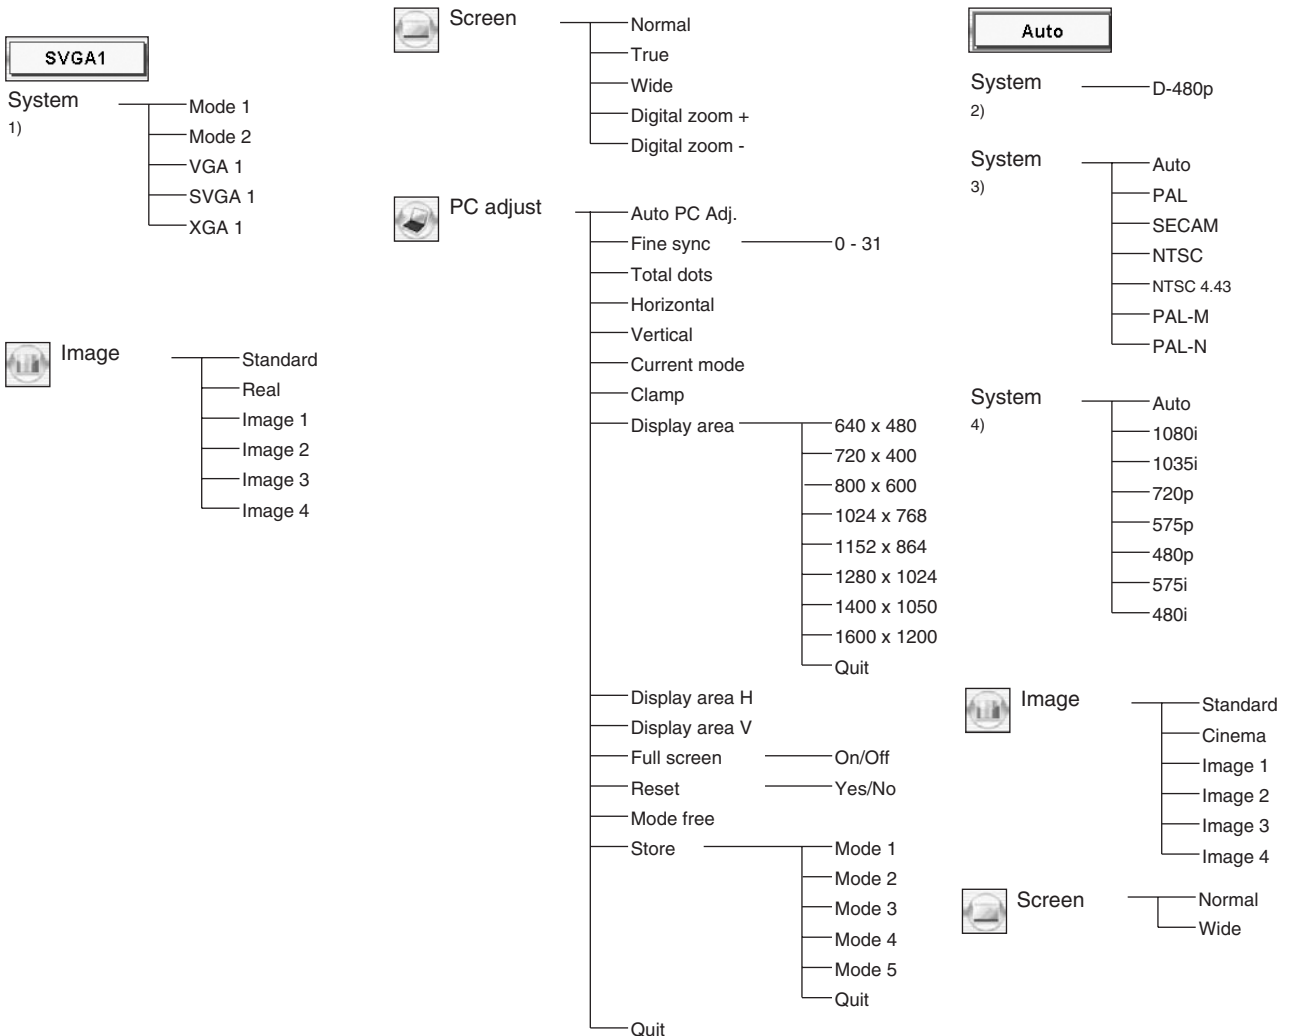 SVGA1
System
1)
Mode 1
Mode 2
VGA 1
SVGA 1
XGA 1
Image
Standard
Real
Image 1
Image 2
Image 3
Image 4
Screen
Normal
True
Wide
Digital zoom +
Digital zoom -
PC adjust
Auto PC Adj.
Fine sync
0 - 31
Total dots
Horizontal
Vertical
Current mode
Clamp
Display area
640 x 480
720 x 400
800 x 600
1024 x 768
1152 x 864
1280 x 1024
1400 x 1050
1600 x 1200
Quit
Display area H
Display area V
Full screen
On/Off
Reset
Yes/No
Mode free
Store
Mode 1
Mode 2
Mode 3
Mode 4
Mode 5
Quit
Quit
Auto
System
2)
D-480p
System
3)
Auto
PAL
SECAM
NTSC
NTSC 4.43
PAL-M
PAL-N
System
4)
Auto
1080i
1035i
720p
575p
480p
575i
480i
Image
Standard
Cinema
Image 1
Image 2
Image 3
Image 4
Screen
Normal
Wide